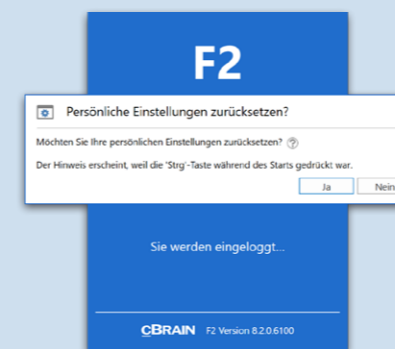 F2
Persönliche Einstellungen zurücksetzen?
Möchten Sie Ihre persönlichen Einstellungen zurücksetzen?
Der Hinweis erscheint, weil die 'Strg'-Taste während des Starts gedrückt war.
Ja Nein
Sie werden eingeloggt...
CBRAIN F2 Version 8.2.0.6100